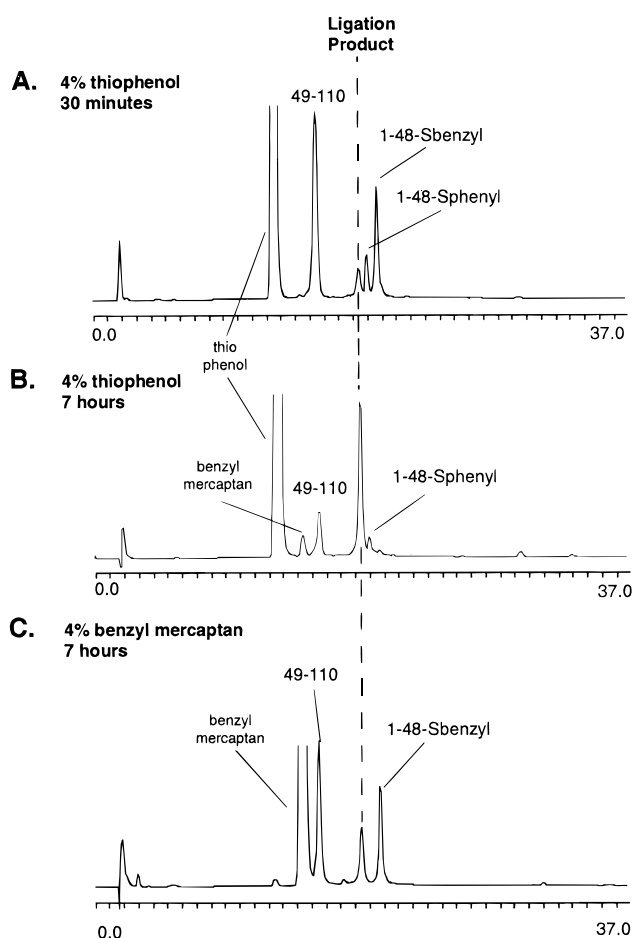 Ligation
Product
A. 4% thiophenol
30 minutes
49-110
1-48-Sbenzyl
1-48-Sphenyl
0.0 37.0
thio
phenol
B. 4% thiophenol
7 hours
benzyl
mercaptan
49-110
1-48-Sphenyl
0.0 37.0
C. 4% benzyl mercaptan
7 hours
49-110
benzyl
mercaptan
1-48-Sbenzyl
0.0 37.0